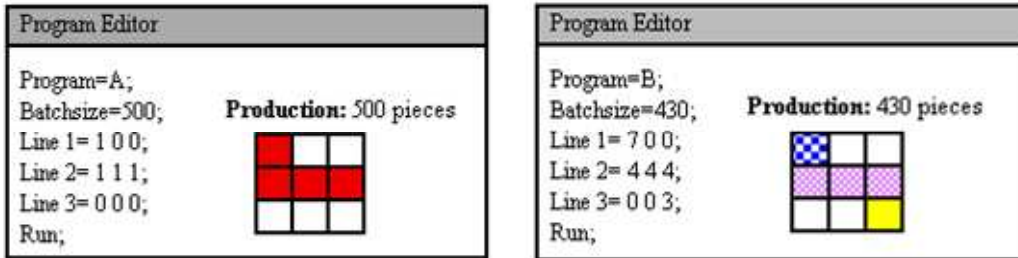 Program Editor
Program=A;
Batchsize=500;
Line 1= 1 0 0;
Line 2= 1 1 1;
Line 3= 0 0 0;
Run;
Production: 500 pieces
Program Editor
Program=B;
Batchsize=430;
Line 1= 7 0 0;
Line 2= 4 4 4;
Line 3= 0 0 3;
Run;
Production: 430 pieces